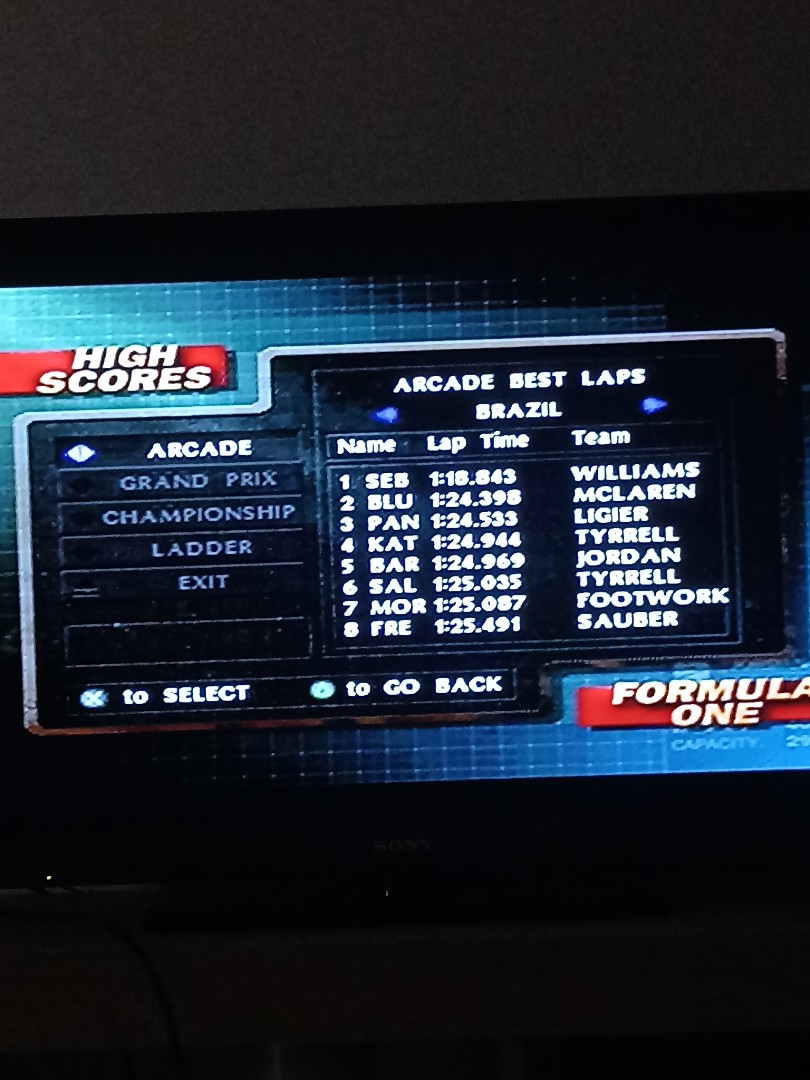 HIGH
SCORES
ARCADE BEST LAPS
BRAZIL
ARCADE
GRAND PRIX
CHAMPIONSHIP
LADDER
EXIT
Name Lap Time Team
1 SEB 1:18.843 WILLIAMS
2 BLU 1:24.398 MCLAREN
3 PAN 1:24.533 LIGIER
4 KAT 1:24.944 TYRRELL
5 BAR 1:24.969 JORDAN
6 SAL 1:25.035 TYRRELL
7 MOR 1:25.087 FOOTWORK
8 FRE 1:25.491 SAUBER
to SELECT
to GO BACK
FORMULA
ONE
CAPACITY. 29
SONY